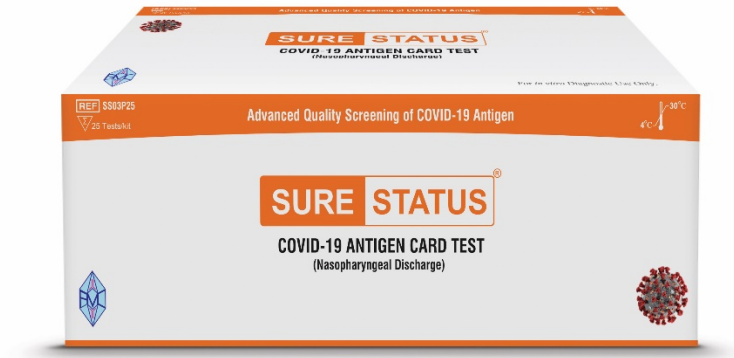 Advanced Quality Screening of COVID-19 Antigen
SURE STATUS®
COVID-19 ANTIGEN CARD TEST
(Nasopharyngeal Discharge)
For in vitro Diagnostic Use Only.
REF SS03P25
25 Tests/kit
Advanced Quality Screening of COVID-19 Antigen
30°C
4°C
SURE STATUS®
COVID-19 ANTIGEN CARD TEST
(Nasopharyngeal Discharge)